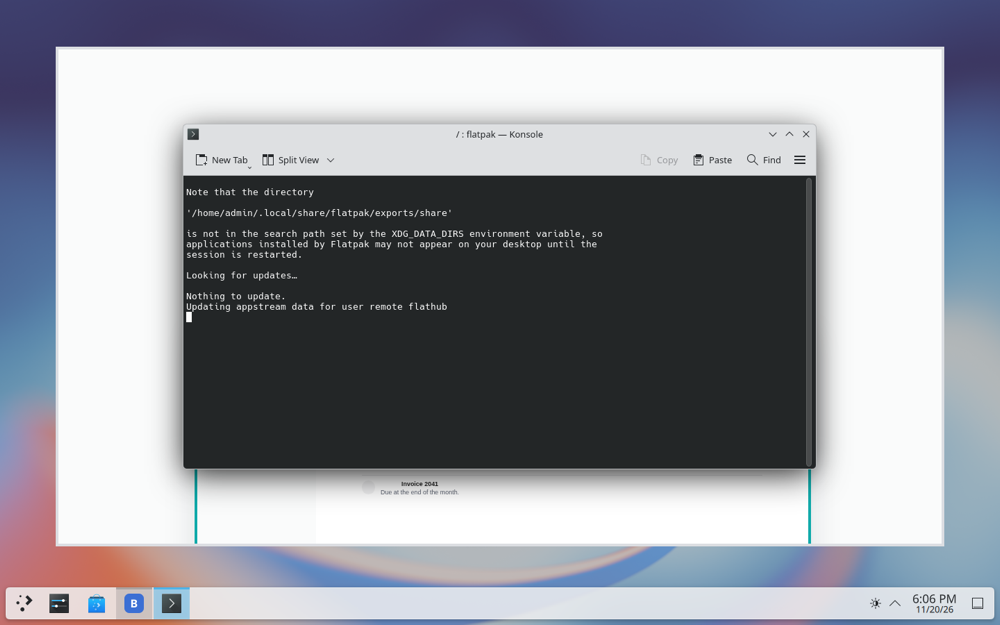 / : flatpak — Konsole
New Tab
Split View
Copy
Paste
Find
Note that the directory
'/home/admin/.local/share/flatpak/exports/share'
is not in the search path set by the XDG_DATA_DIRS environment variable, so
applications installed by Flatpak may not appear on your desktop until the
session is restarted.
Looking for updates…
Nothing to update.
Updating appstream data for user remote flathub
Invoice 2041
Due at the end of the month.
B
6:06 PM
11/20/26